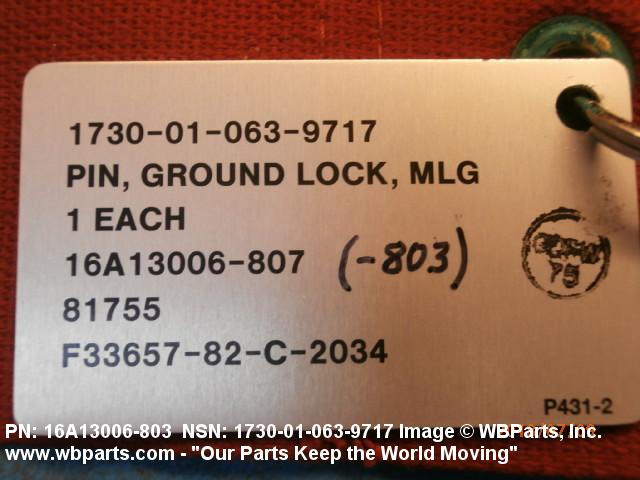 1730-01-063-9717
PIN, GROUND LOCK, MLG
1 EACH
16A13006-807 (-803)
81755
F33657-82-C-2034
P431-2
PN: 16A13006-803 NSN: 1730-01-063-9717 Image © WBParts, Inc.
www.wbparts.com - "Our Parts Keep the World Moving"